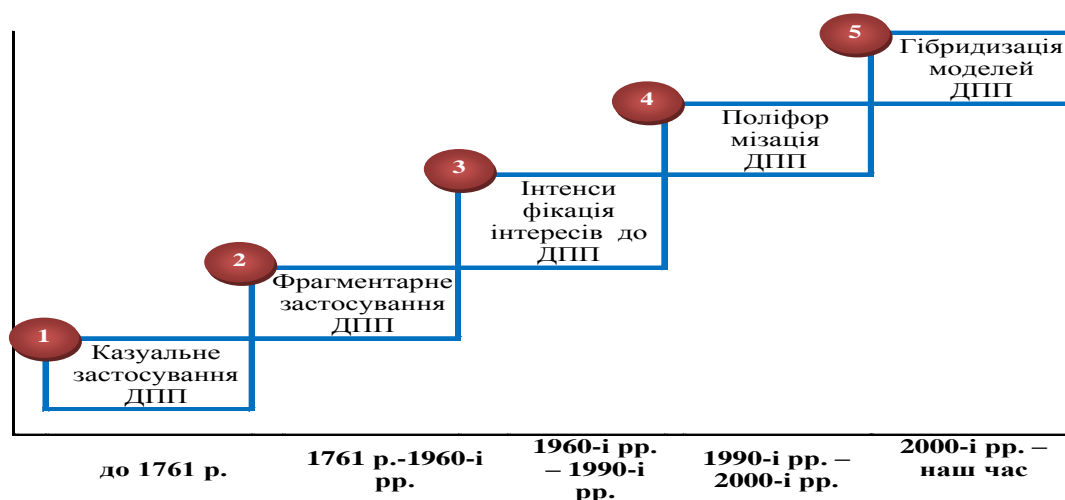 5
Гібридизація
моделей
ДПП
4
Поліфор
мізація
ДПП
3
Інтенси
фікація
інтересів до
ДПП
2
Фрагментарне
застосування
ДПП
1
Казуальне
застосування
ДПП
до 1761 р.
1761 р.-1960-і
рр.
1960-і рр.
– 1990-і
рр.
1990-і рр. –
2000-і рр.
2000-і рр. –
наш час